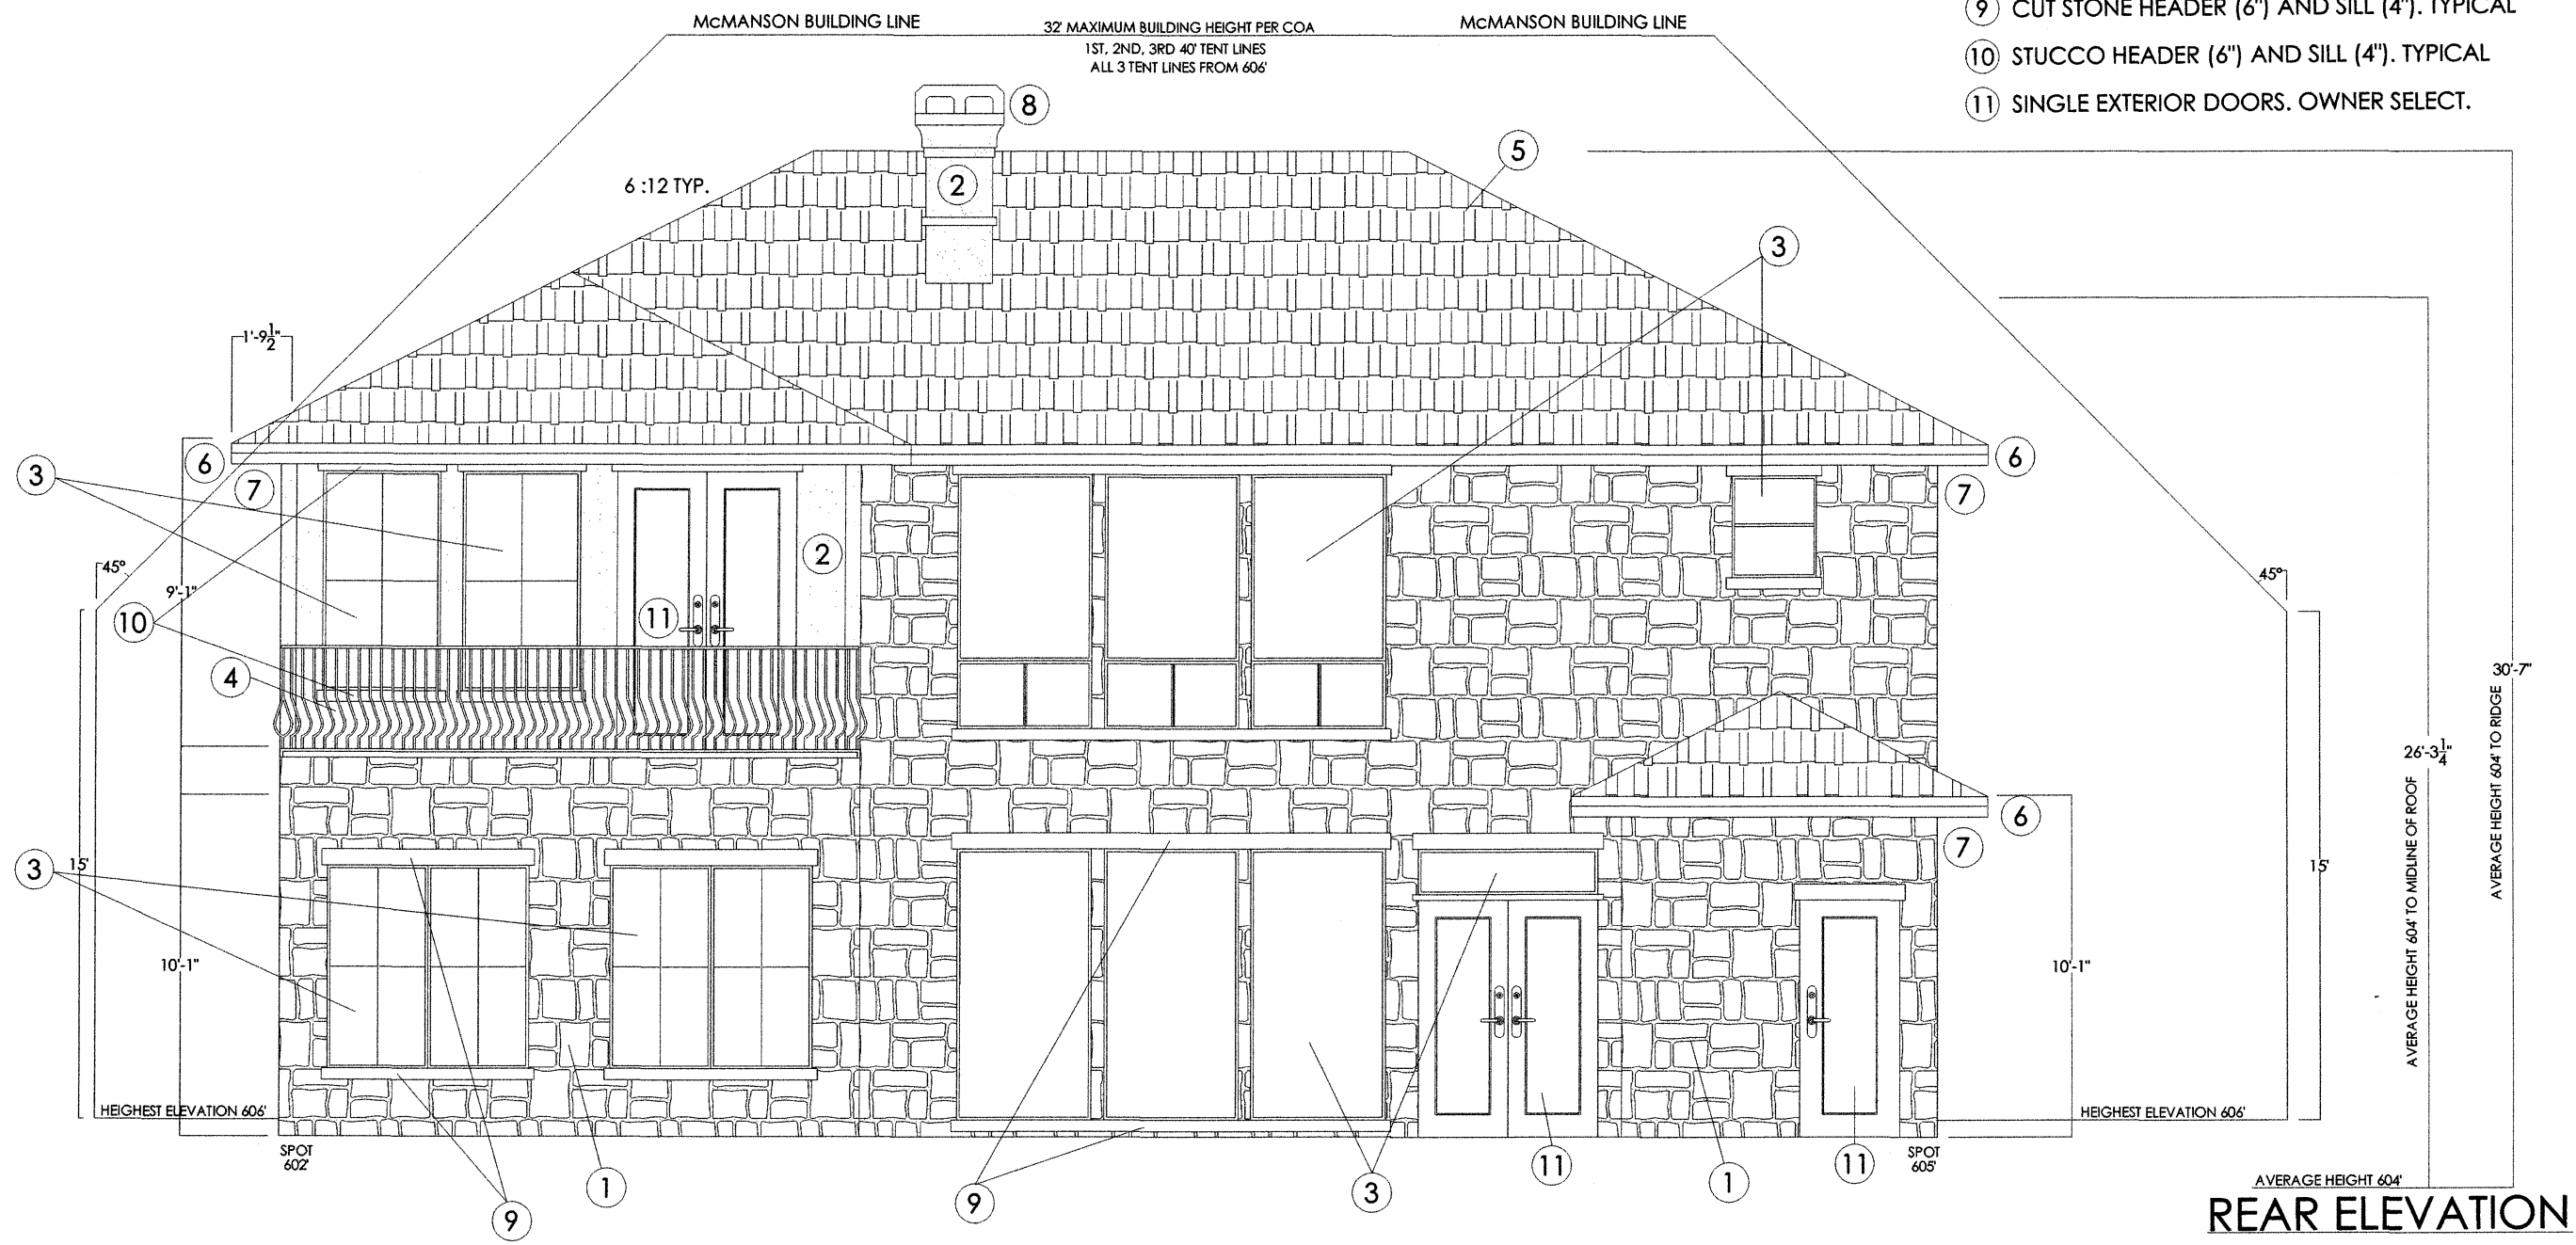 McMANSON BUILDING LINE
32' MAXIMUM BUILDING HEIGHT PER COA
McMANSON BUILDING LINE
1ST, 2ND, 3RD 40' TENT LINES
ALL 3 TENT LINES FROM 606'
9 CUT STONE HEADER (6") AND SILL (4"). TYPICAL
10 STUCCO HEADER (6") AND SILL (4"). TYPICAL
11 SINGLE EXTERIOR DOORS. OWNER SELECT.
8
5
2
6 :12 TYP.
3
1'-9 1/2"
6
7
3
6
7
2
45°
9'-1"
10
11
45°
4
30'-7"
AVERAGE HEIGHT 604' TO RIDGE
26'-3 1/4"
AVERAGE HEIGHT 604' TO MIDLINE OF ROOF
6
7
3
15'
15'
10'-1"
10'-1"
HEIGHEST ELEVATION 606'
HEIGHEST ELEVATION 606'
SPOT
602'
SPOT
605'
1
9
9
3
11
1
11
AVERAGE HEIGHT 604'
REAR ELEVATION